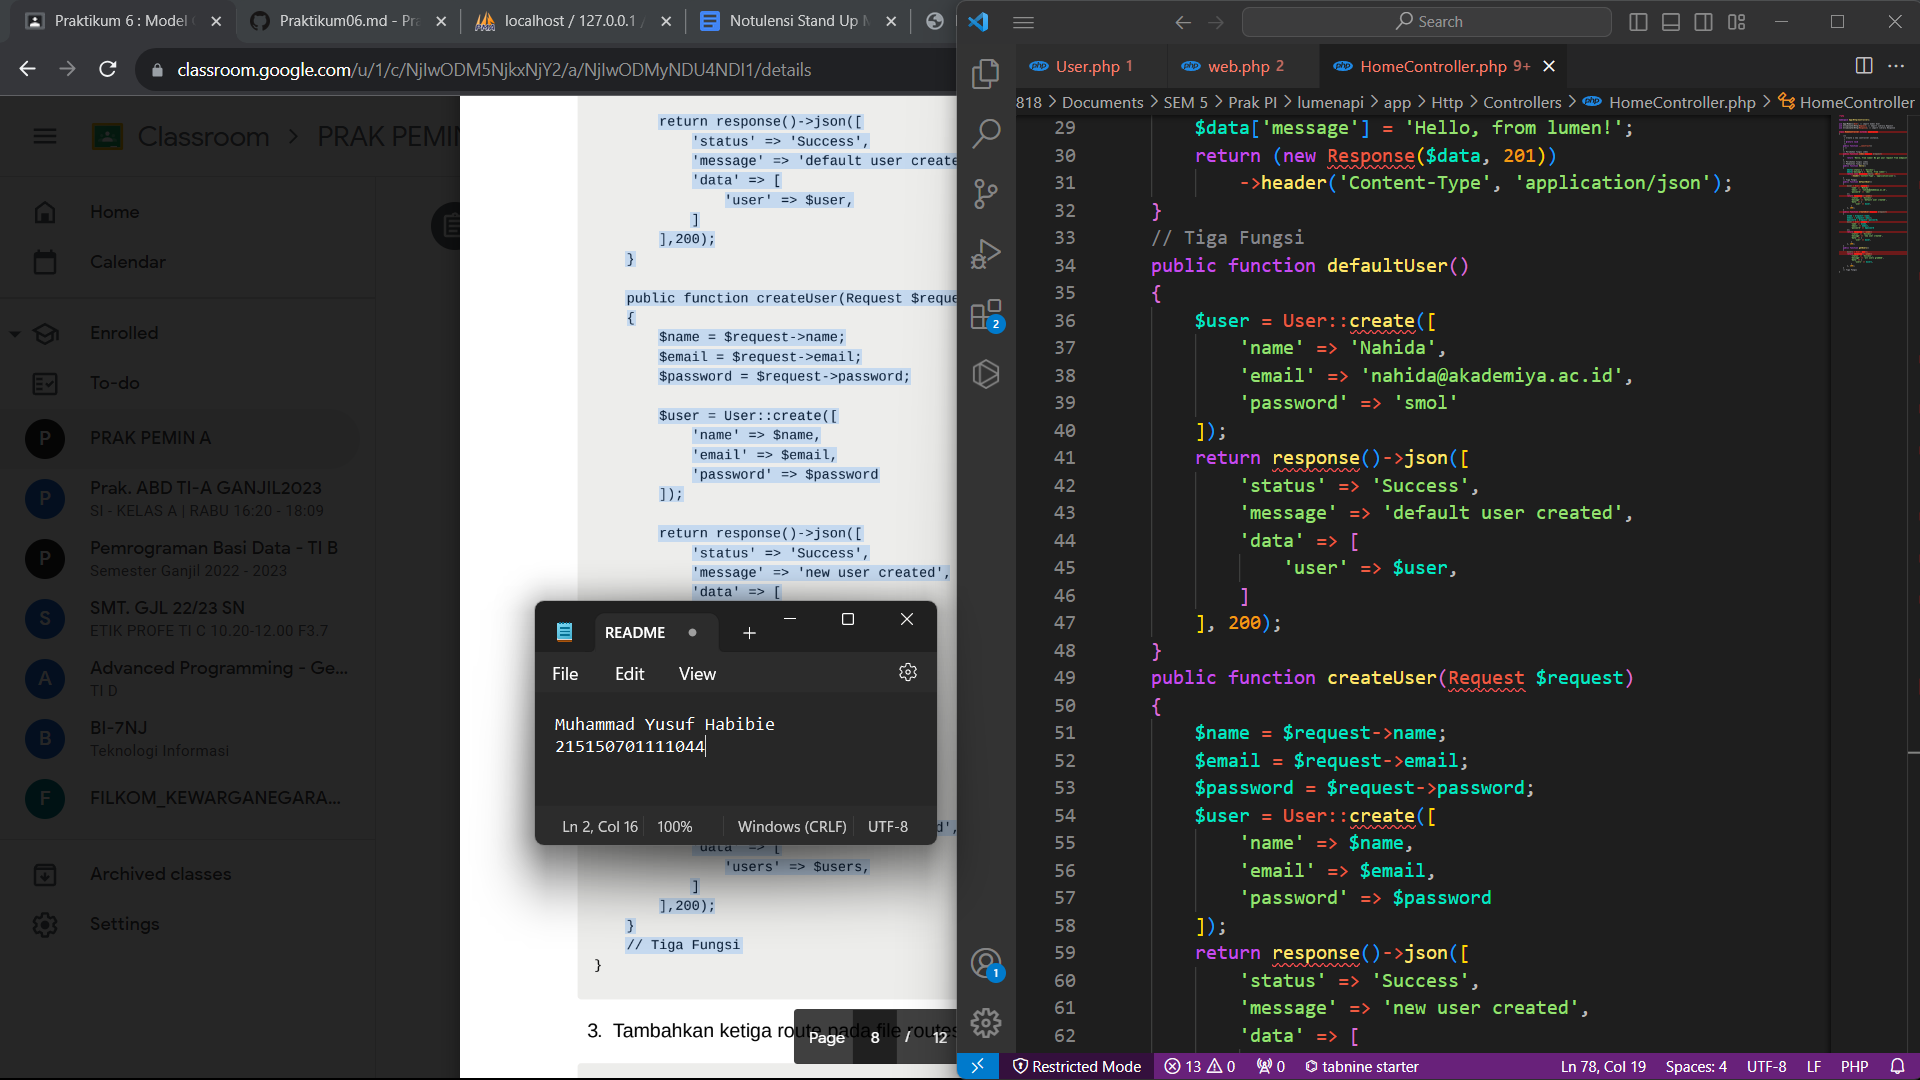 Praktikum 6 : Model
Praktikum06.md - Pra
localhost / 127.0.0.1
Notulensi Stand Up M
classroom.google.com/u/1/c/NjIwODM5NjkxNjY2/a/NjIwODMyNDU4NDI1/details
Classroom > PRAK PEMIN
Home
Calendar
Enrolled
To-do
P PRAK PEMIN A
P Prak. ABD TI-A GANJIL2023
SI - KELAS A | RABU 16:20 - 18:09
P Pemrograman Basi Data - TI B
Semester Ganjil 2022 - 2023
S SMT. GJL 22/23 SN
ETIK PROFE TI C 10.20-12.00 F3.7
A Advanced Programming - Ge...
TI D
B BI-7NJ
Teknologi Informasi
F FILKOM_KEWARGANEGARA...
Archived classes
Settings
return response()->json([
'status' => 'Success',
'message' => 'default user create
'data' => [
'user' => $user,
]
],200);
}
public function createUser(Request $reque
{
$name = $request->name;
$email = $request->email;
$password = $request->password;
$user = User::create([
'name' => $name,
'email' => $email,
'password' => $password
]);
return response()->json([
'status' => 'Success',
'message' => 'new user created',
'data' => [
README
File Edit View
Muhammad Yusuf Habibie
215150701111044
Ln 2, Col 16 100% Windows (CRLF) UTF-8
d',
'data' => [
'users' => $users,
]
],200);
}
// Tiga Fungsi
}
3. Tambahkan ketiga route pada file routes
Page 8 / 12
Search
User.php 1
web.php 2
HomeController.php 9+
818 > Documents > SEM 5 > Prak PI > lumenapi > app > Http > Controllers > HomeController.php > HomeController
29 $data['message'] = 'Hello, from lumen!';
30 return (new Response($data, 201))
31 ->header('Content-Type', 'application/json');
32 }
33 // Tiga Fungsi
34 public function defaultUser()
35 {
36 $user = User::create([
37 'name' => 'Nahida',
38 'email' => 'nahida@akademiya.ac.id',
39 'password' => 'smol'
40 ]);
41 return response()->json([
42 'status' => 'Success',
43 'message' => 'default user created',
44 'data' => [
45 'user' => $user,
46 ]
47 ], 200);
48 }
49 public function createUser(Request $request)
50 {
51 $name = $request->name;
52 $email = $request->email;
53 $password = $request->password;
54 $user = User::create([
55 'name' => $name,
56 'email' => $email,
57 'password' => $password
58 ]);
59 return response()->json([
60 'status' => 'Success',
61 'message' => 'new user created',
62 'data' => [
2
1
Restricted Mode 13 0 0 tabnine starter Ln 78, Col 19 Spaces: 4 UTF-8 LF PHP